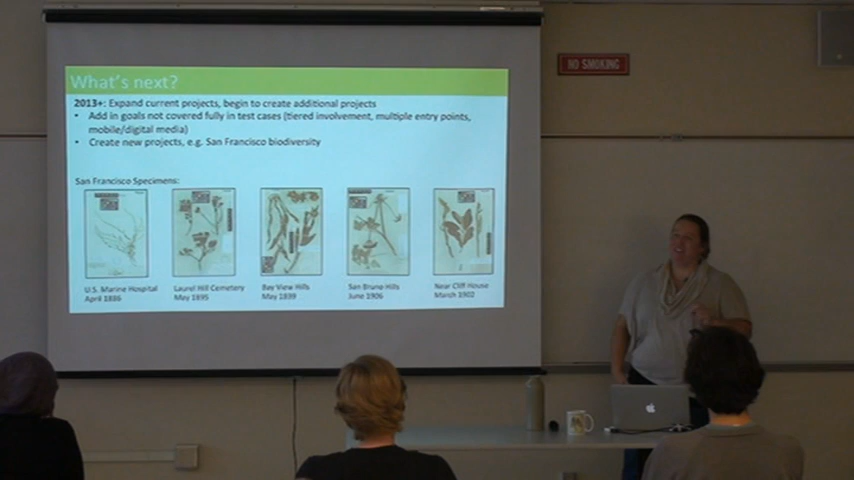 NO SMOKING
What's next?
2013+: Expand current projects, begin to create additional projects
• Add in goals not covered fully in test cases (tiered involvement, multiple entry points,
mobile/digital media)
• Create new projects, e.g. San Francisco biodiversity
San Francisco Specimens:
U.S. Marine Hospital
April 1886
Laurel Hill Cemetery
May 1895
Bay View Hills
May 1839
San Bruno Hills
June 1906
Near Cliff House
March 1902